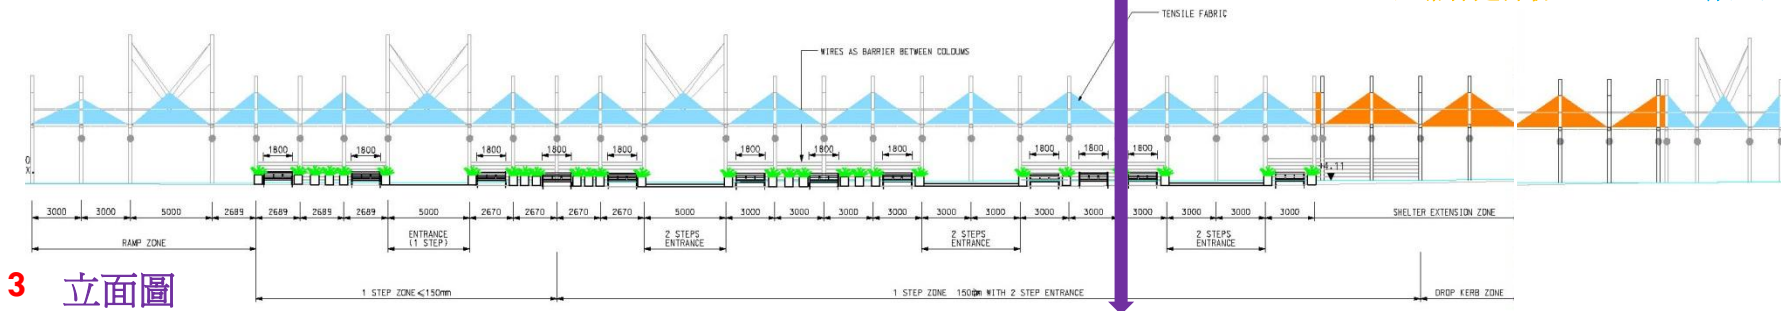 TENSILE FABRIC
WIRES AS BARRIER BETWEEN COLOUMS
1800 1800 1800 1800 1800 1800 1800 1800 1800 1800 1800 1800
4.11
3000 3000 5000 2689 2689 2689 2689 5000 2670 2670 2670 2670 5000 3000 3000 3000 3000 3000 3000 3000 3000 3000 3000 3000 3000 SHELTER EXTENSION ZONE
RAMP ZONE
ENTRANCE
(1 STEP)
2 STEPS
ENTRANCE
2 STEPS
ENTRANCE
2 STEPS
ENTRANCE
3 立面圖
1 STEP ZONE ≤150mm
1 STEP ZONE 150mm WITH 2 STEP ENTRANCE
DROP KERB ZONE